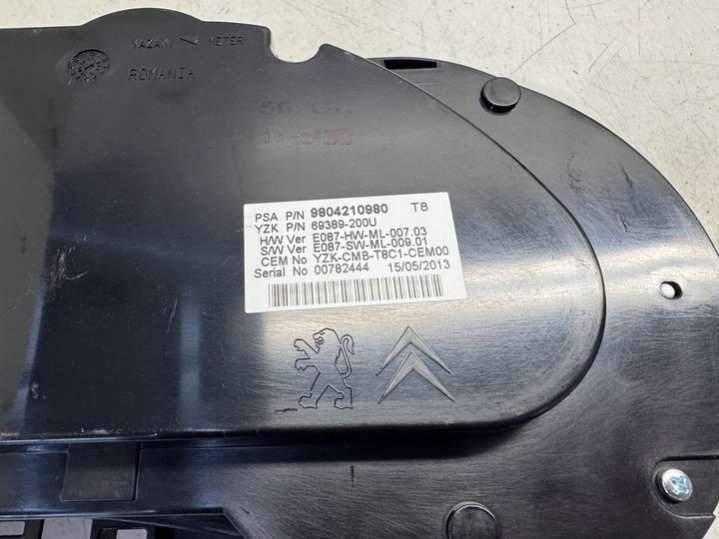 YAZAKI METER
ROMANIA
PSA P/N 9804210980 T8
YZK P/N 69389-200U
H/W Ver E087-HW-ML-007.03
S/W Ver E087-SW-ML-009.01
CEM No YZK-CMB-T8C1-CEM00
Serial No 00782444 15/05/2013